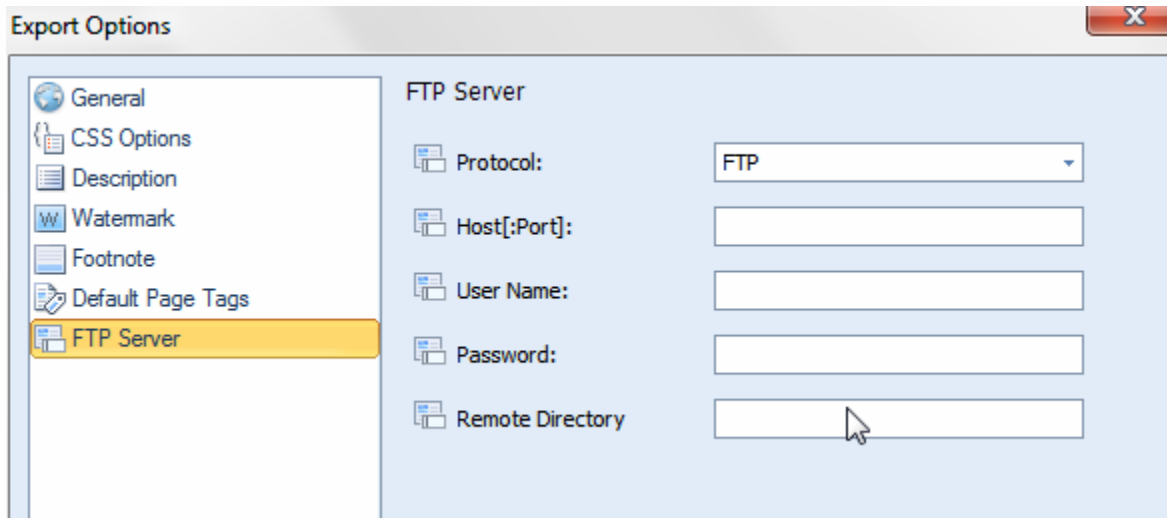 Export Options
General
CSS Options
Description
Watermark
Footnote
Default Page Tags
FTP Server
FTP Server
Protocol:
FTP
Host[:Port]:
User Name:
Password:
Remote Directory